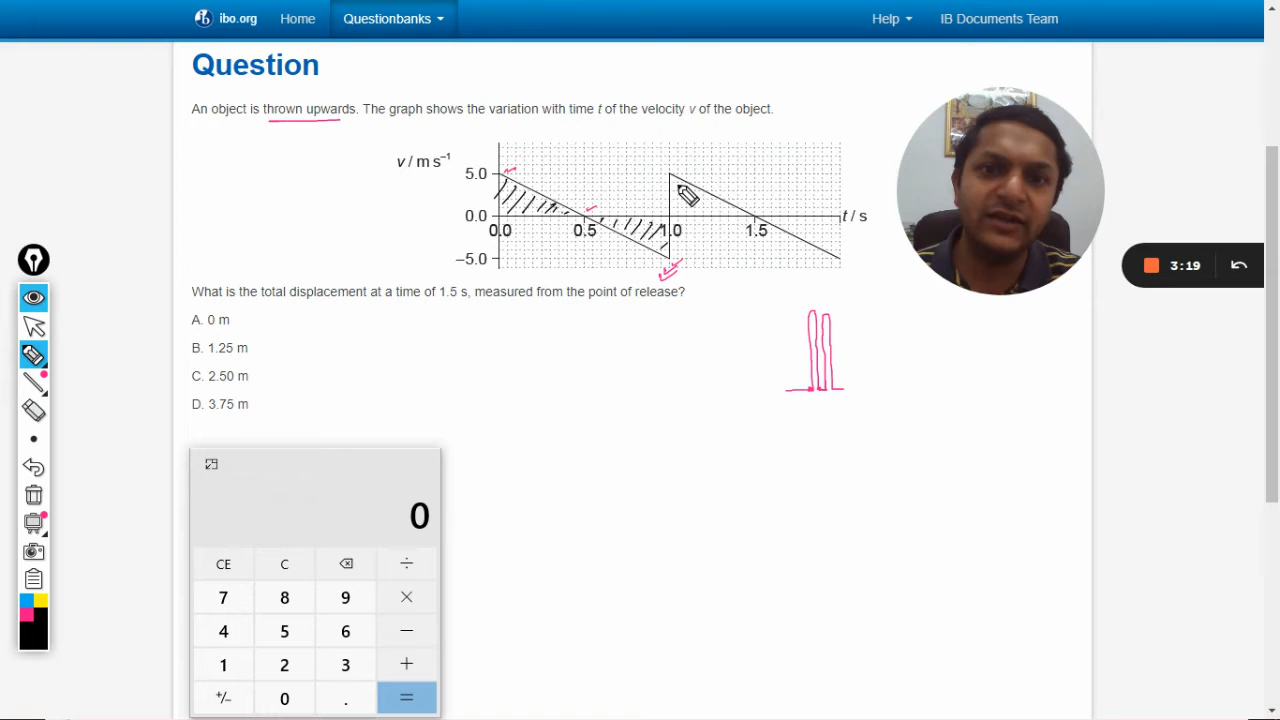 ibo.org Home Questionbanks Help IB Documents Team
Question
An object is thrown upwards. The graph shows the variation with time t of the velocity v of the object.
v / m s⁻¹
5.0
0.0
−5.0
0.0 0.5 1.0 1.5
t / s
What is the total displacement at a time of 1.5 s, measured from the point of release?
A. 0 m
B. 1.25 m
C. 2.50 m
D. 3.75 m
3:19
0
CE C ÷
7 8 9 ×
4 5 6 −
1 2 3 +
+/− 0 . =